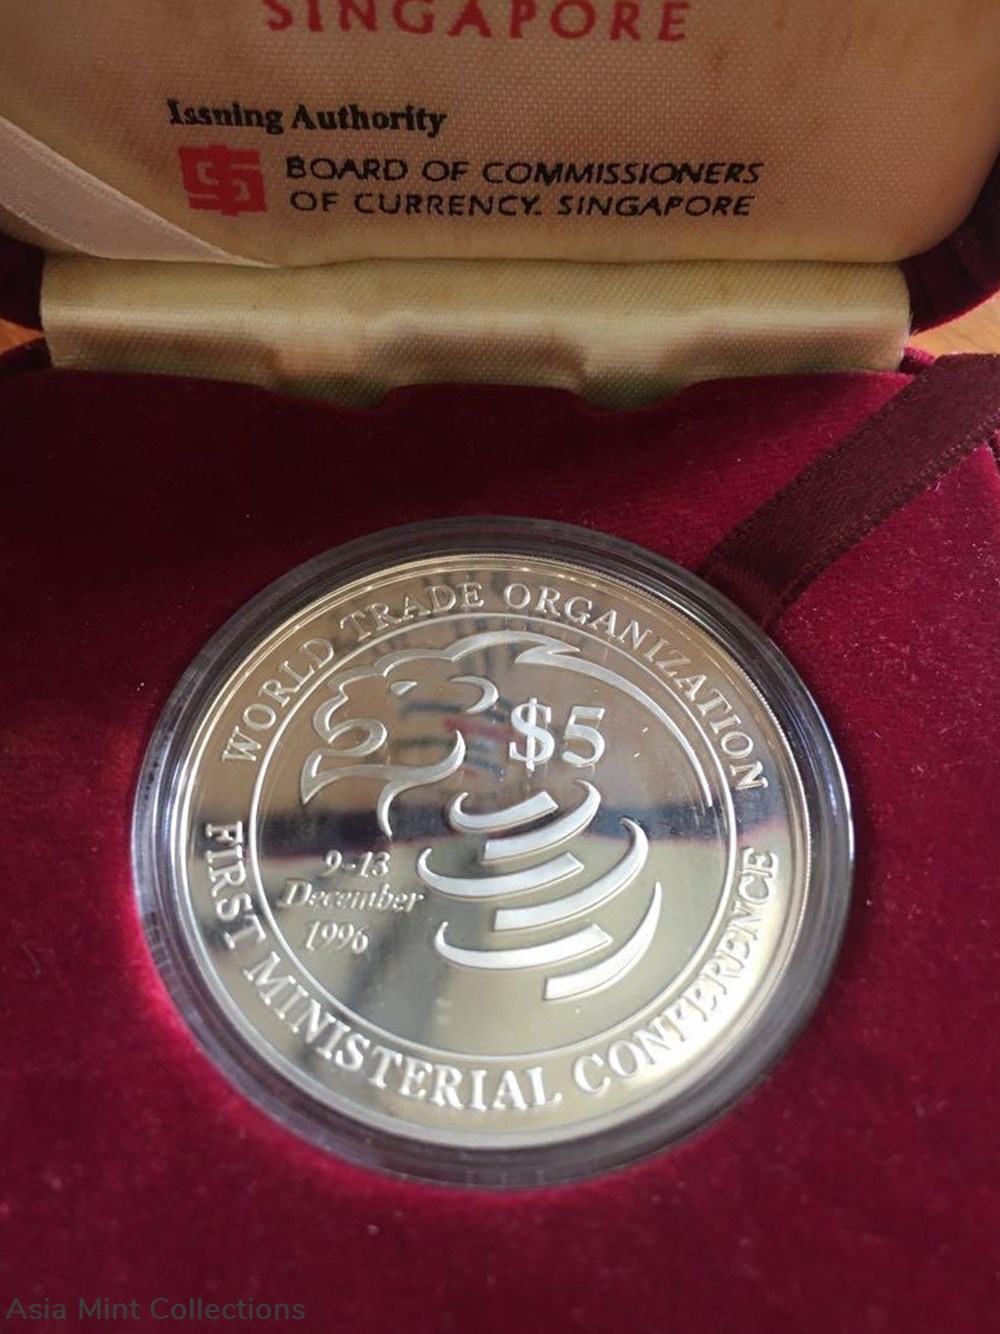 SINGAPORE
Issuing Authority
BOARD OF COMMISSIONERS
OF CURRENCY. SINGAPORE
WORLD TRADE ORGANIZATION
$5
9-13
December
1996
FIRST MINISTERIAL CONFERENCE
Asia Mint Collections